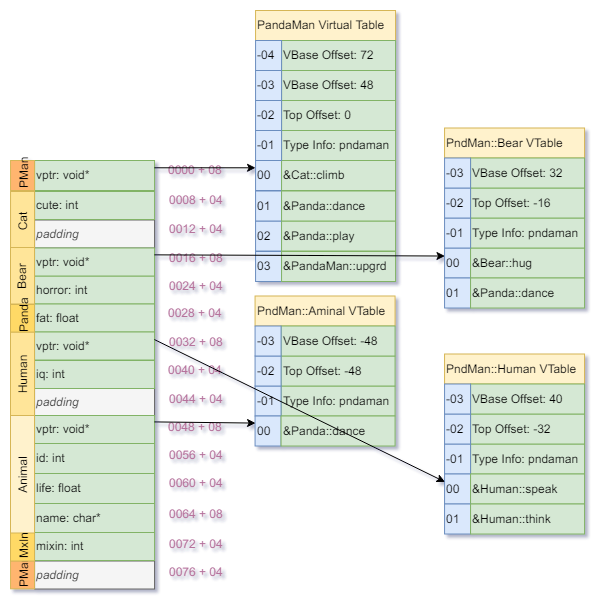 PandaMan Virtual Table
-04 VBase Offset: 72
-03 VBase Offset: 48
-02 Top Offset: 0
-01 Type Info: pndaman
00 &Cat::climb
01 &Panda::dance
02 &Panda::play
03 &PandaMan::upgrd
PndMan::Bear VTable
-03 VBase Offset: 32
-02 Top Offset: -16
-01 Type Info: pndaman
00 &Bear::hug
01 &Panda::dance
PMan vptr: void* 0000 + 08
Cat
cute: int 0008 + 04
padding 0012 + 04
Bear
vptr: void* 0016 + 08
horror: int 0024 + 04
Panda fat: float 0028 + 04
Human
vptr: void* 0032 + 08
iq: int 0040 + 04
padding 0044 + 04
Animal
vptr: void* 0048 + 08
id: int 0056 + 04
life: float 0060 + 04
name: char* 0064 + 08
MxIn mixin: int 0072 + 04
PMa padding 0076 + 04
PndMan::Aminal VTable
-03 VBase Offset: -48
-02 Top Offset: -48
-01 Type Info: pndaman
00 &Panda::dance
PndMan::Human VTable
-03 VBase Offset: 40
-02 Top Offset: -32
-01 Type Info: pndaman
00 &Human::speak
01 &Human::think